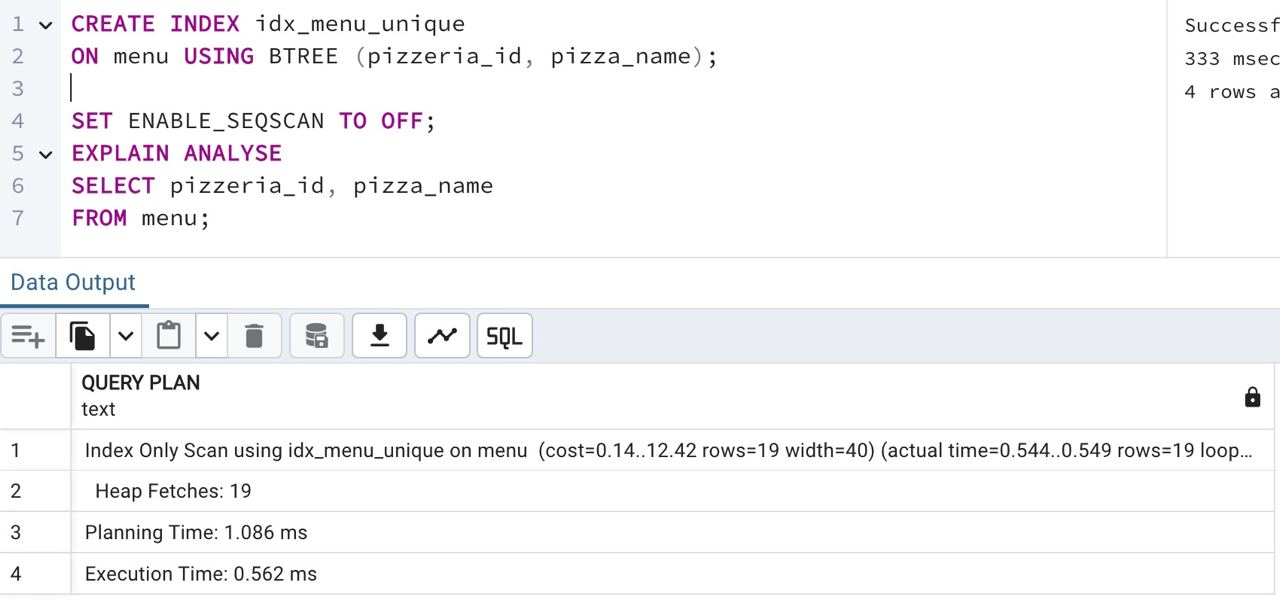 1 CREATE INDEX idx_menu_unique
2 ON menu USING BTREE (pizzeria_id, pizza_name);
3
4 SET ENABLE_SEQSCAN TO OFF;
5 EXPLAIN ANALYSE
6 SELECT pizzeria_id, pizza_name
7 FROM menu;
Successf
333 msec
4 rows a
Data Output
SQL
QUERY PLAN
text
1 Index Only Scan using idx_menu_unique on menu (cost=0.14..12.42 rows=19 width=40) (actual time=0.544..0.549 rows=19 loop...
2 Heap Fetches: 19
3 Planning Time: 1.086 ms
4 Execution Time: 0.562 ms